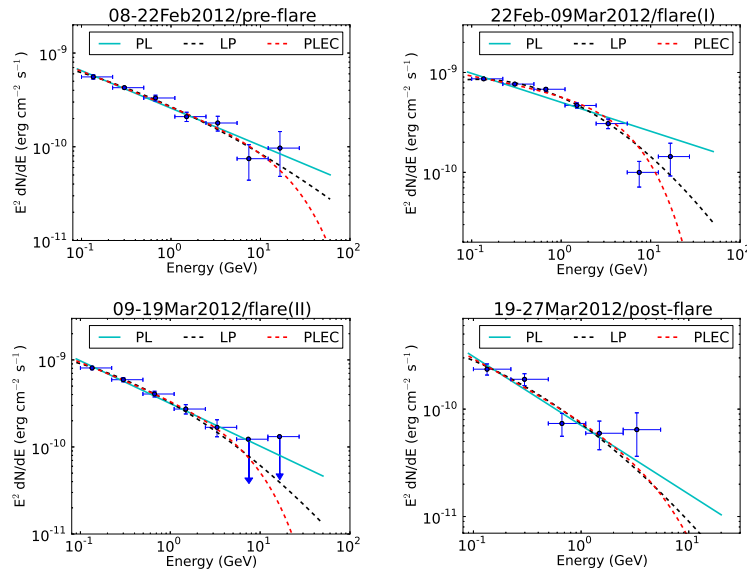 08-22Feb2012/pre-flare
PL LP PLEC
E² dN/dE (erg cm⁻² s⁻¹)
10⁻⁹
10⁻¹⁰
10⁻¹¹
10⁻¹ 10⁰ 10¹ 10²
Energy (GeV)
22Feb-09Mar2012/flare(I)
PL LP PLEC
E² dN/dE (erg cm⁻² s⁻¹)
10⁻⁹
10⁻¹⁰
10⁻¹ 10⁰ 10¹ 10²
Energy (GeV)
09-19Mar2012/flare(II)
PL LP PLEC
E² dN/dE (erg cm⁻² s⁻¹)
10⁻⁹
10⁻¹⁰
10⁻¹¹
10⁻¹ 10⁰ 10¹ 10²
Energy (GeV)
19-27Mar2012/post-flare
PL LP PLEC
E² dN/dE (erg cm⁻² s⁻¹)
10⁻¹⁰
10⁻¹¹
10⁻¹ 10⁰ 10¹
Energy (GeV)